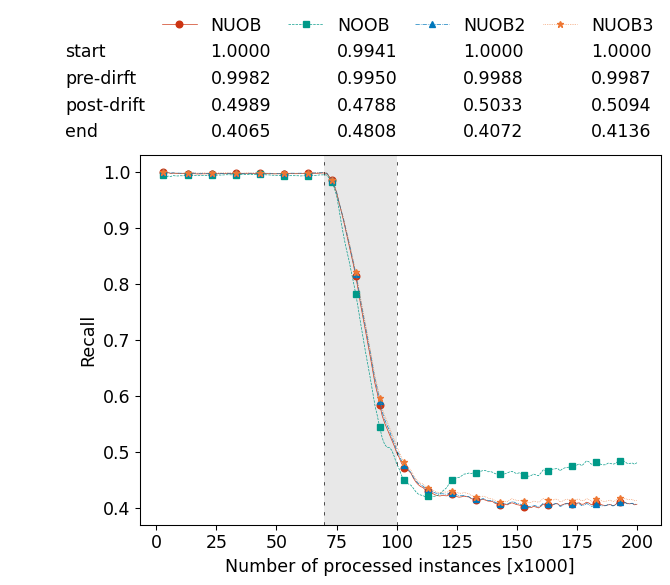 NUOB NOOB NUOB2 NUOB3
start 1.0000 0.9941 1.0000 1.0000
pre-dirft 0.9982 0.9950 0.9988 0.9987
post-drift 0.4989 0.4788 0.5033 0.5094
end 0.4065 0.4808 0.4072 0.4136
1.0
0.9
0.8
0.7
0.6
0.5
0.4
Recall
0 25 50 75 100 125 150 175 200
Number of processed instances [x1000]